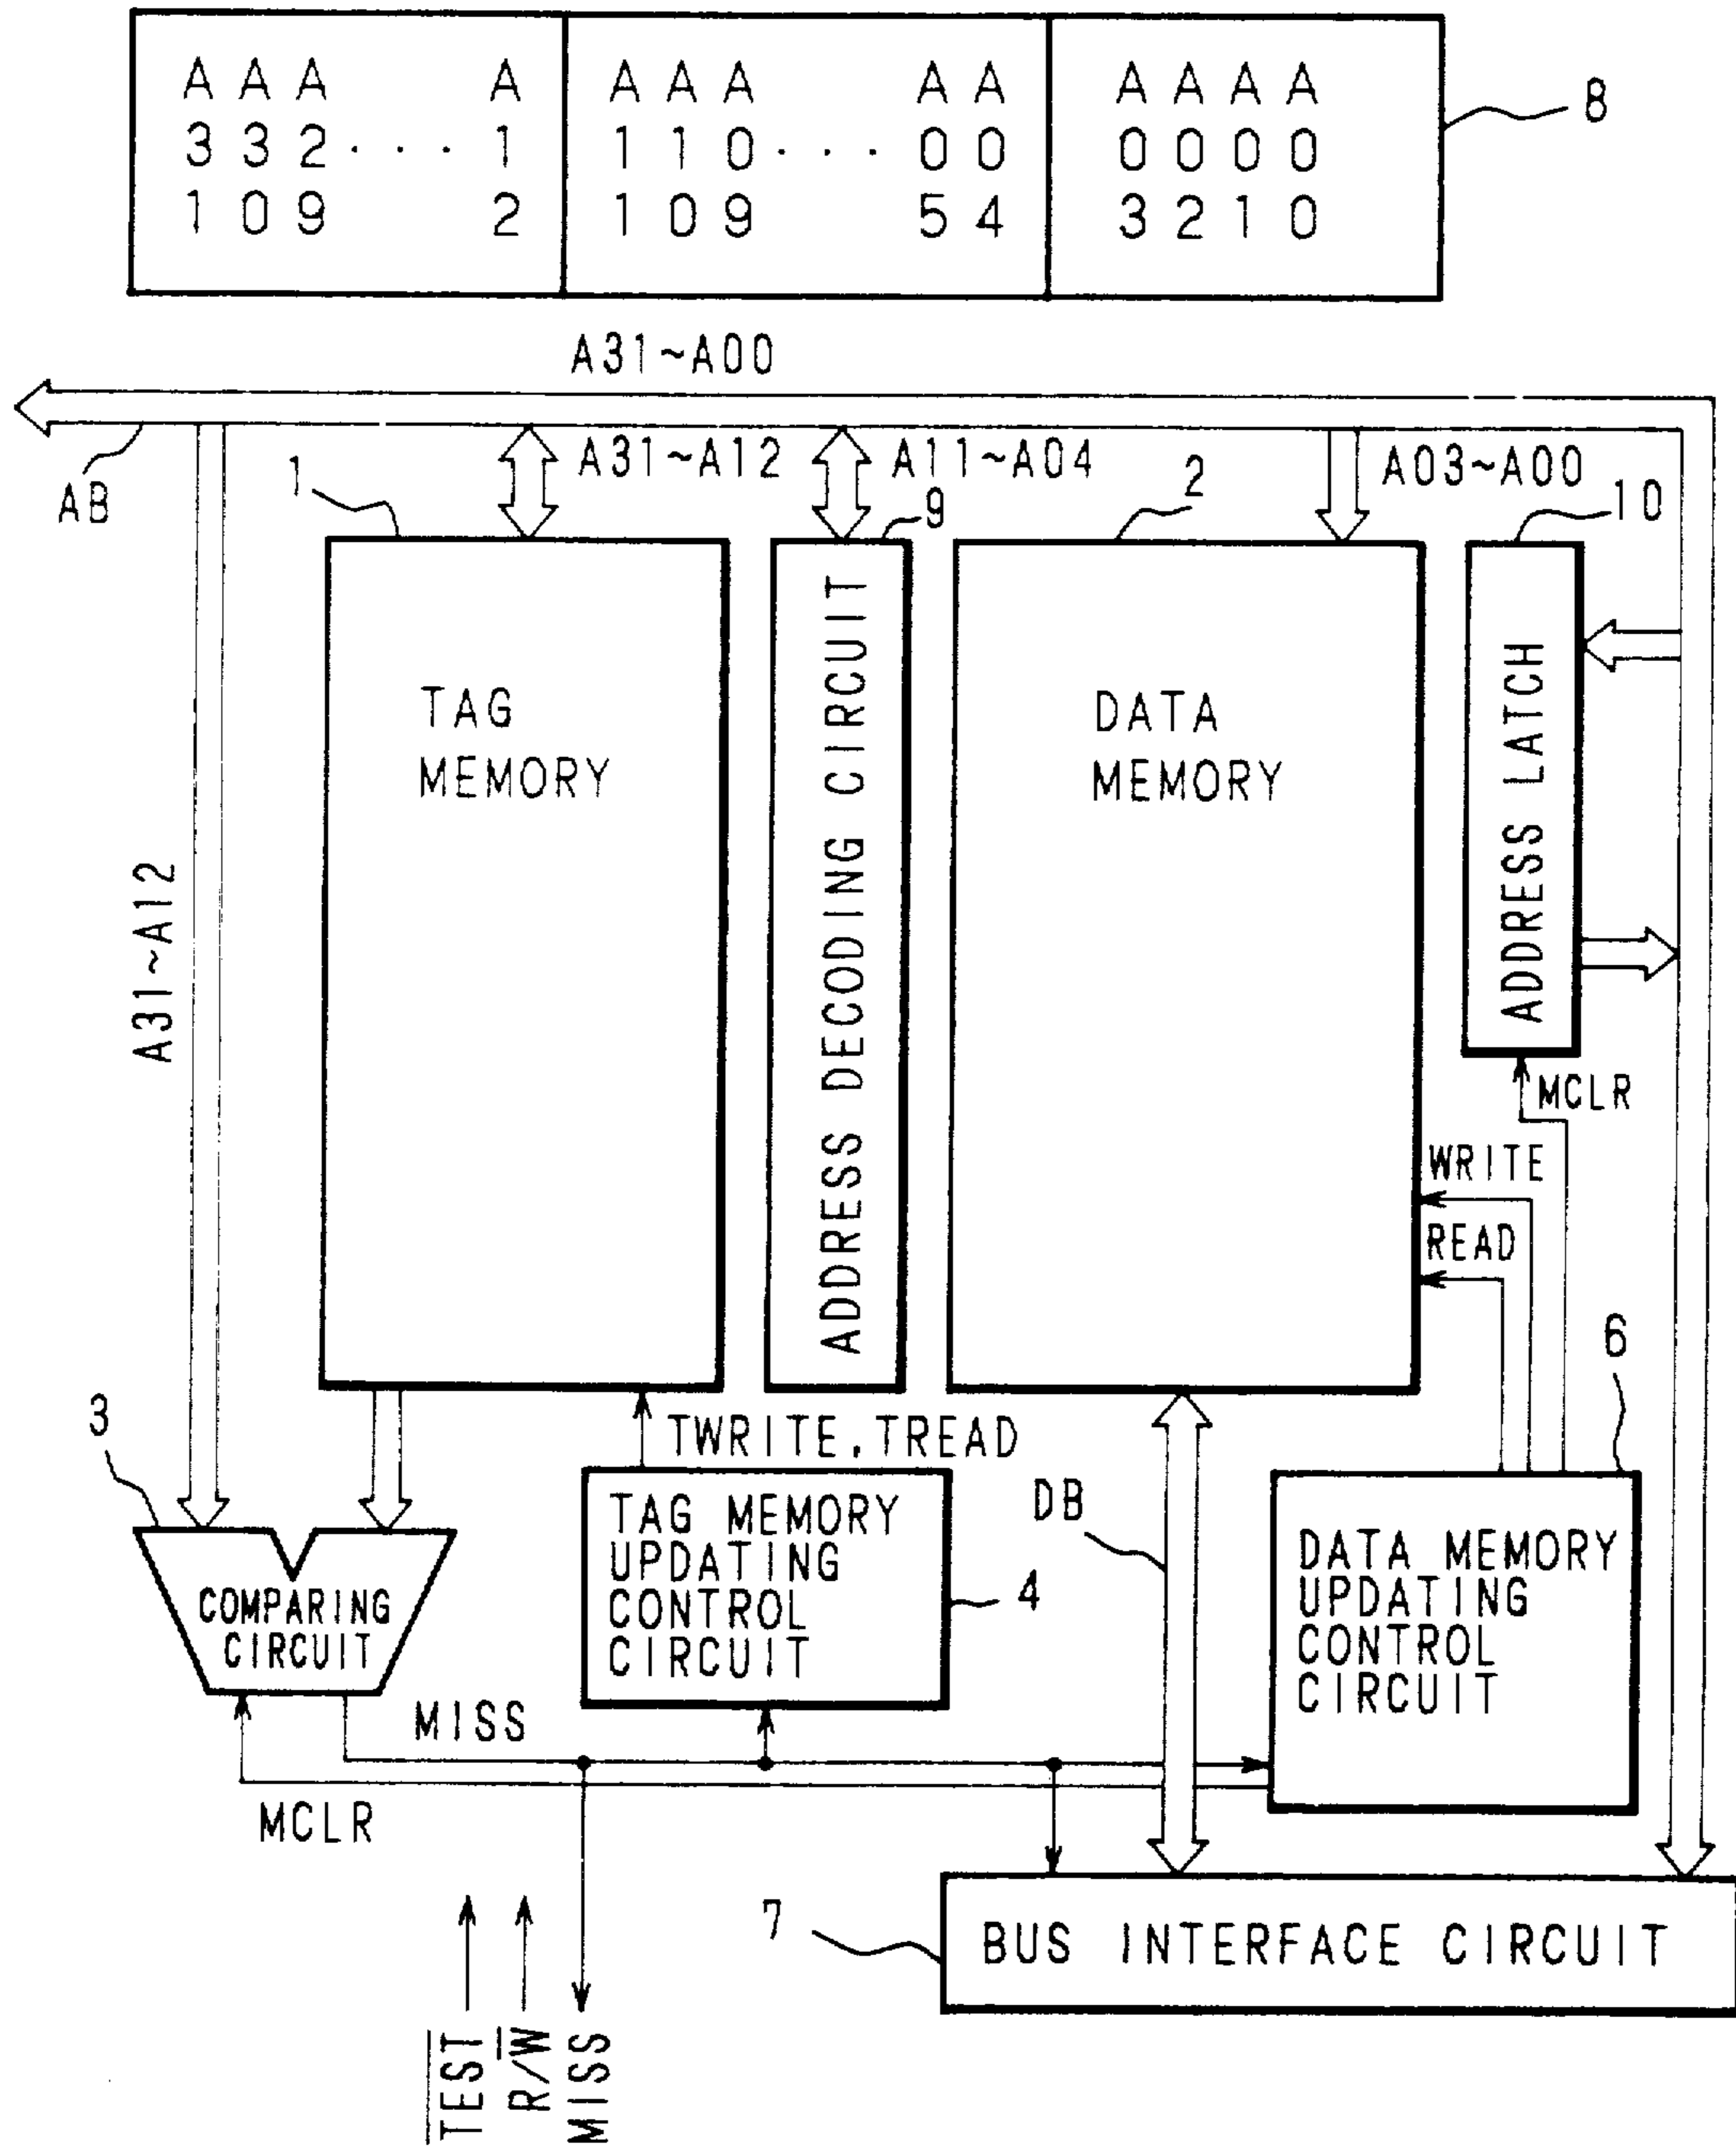 A A A A A A A A A A A A A
3 3 2 . . . 1 1 1 0 . . . 0 0 0 0 0 0
1 0 9 2 1 0 9 5 4 3 2 1 0
8
A31~A00
AB
1
A31~A12
A11~A04
9
2
A03~A00
10
TAG
MEMORY
ADDRESS DECODING CIRCUIT
DATA
MEMORY
ADDRESS LATCH
A31~A12
MCLR
WRITE
READ
6
3
TWRITE.TREAD
COMPARING
CIRCUIT
TAG MEMORY
UPDATING
CONTROL
CIRCUIT
4
DB
DATA MEMORY
UPDATING
CONTROL
CIRCUIT
MISS
MCLR
7
BUS INTERFACE CIRCUIT
T̅E̅S̅T̅
R/W̅
MISS